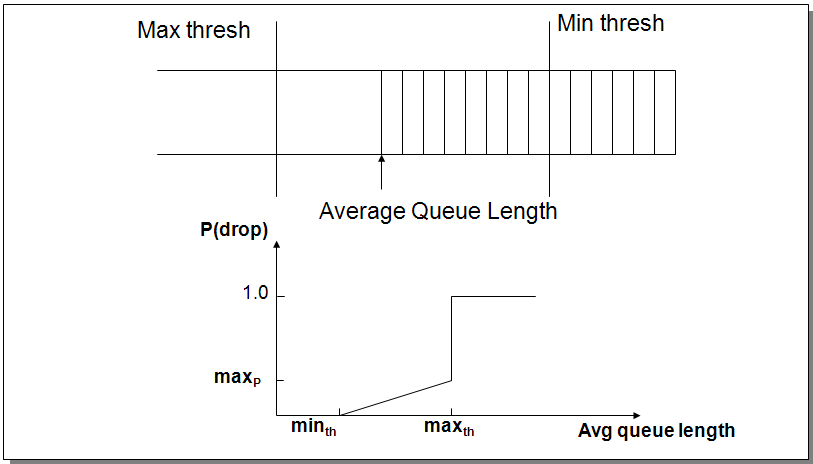 Max thresh
Min thresh
Average Queue Length
P(drop)
1.0
maxP
minth
maxth
Avg queue length